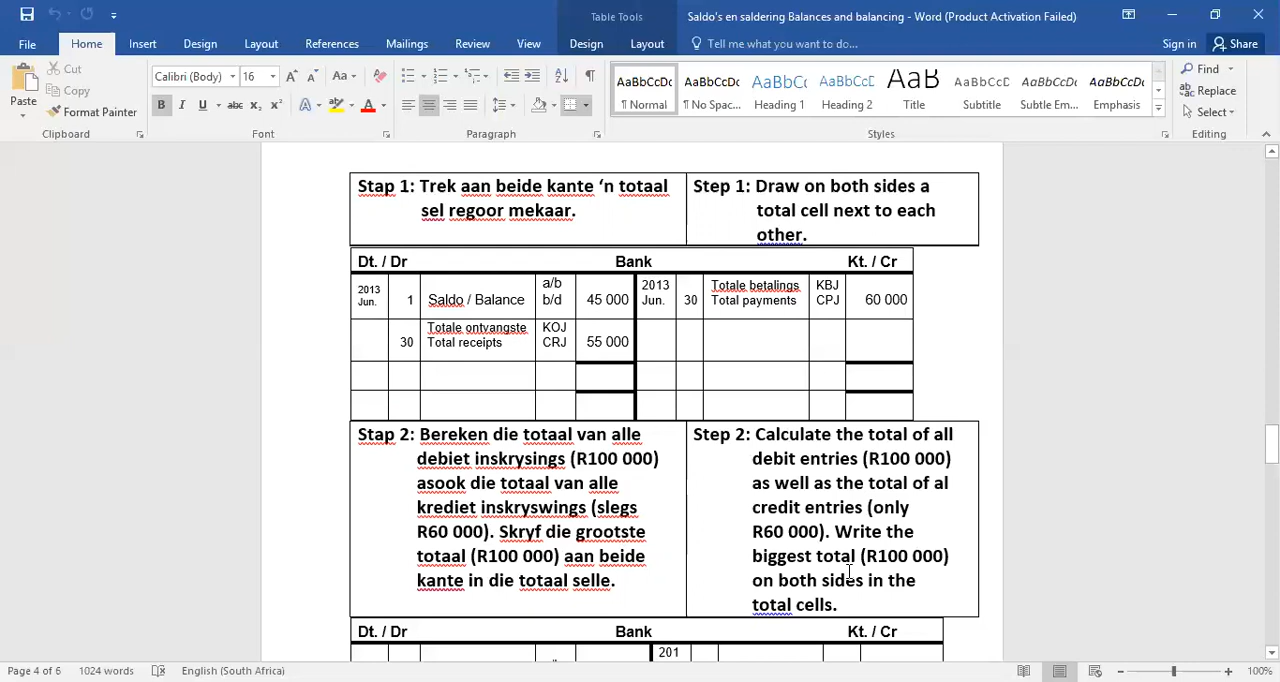 Table Tools
Saldo's en saldering Balances and balancing - Word (Product Activation Failed)
File Home Insert Design Layout References Mailings Review View Design Layout Tell me what you want to do... Sign in Share
Paste
Cut
Copy
Format Painter
Calibri (Body) 16
AaBbCcDc AaBbCcDc AaBbCc AaBbCcD AaB AaBbCcD AaBbCcDc AaBbCcDc
¶ Normal ¶ No Spac... Heading 1 Heading 2 Title Subtitle Subtle Em... Emphasis
Find
Replace
Select
Clipboard Font Paragraph Styles Editing
Stap 1: Trek aan beide kante ‘n totaal
sel regoor mekaar.
Step 1: Draw on both sides a
total cell next to each
other.
Dt. / Dr Bank Kt. / Cr
2013
Jun. 1 Saldo / Balance a/b
b/d 45 000
2013
Jun. 30 Totale betalings
Total payments KBJ
CPJ 60 000
30 Totale ontvangste
Total receipts KOJ
CRJ 55 000
Stap 2: Bereken die totaal van alle
debiet inskrysings (R100 000)
asook die totaal van alle
krediet inskryswings (slegs
R60 000). Skryf die grootste
totaal (R100 000) aan beide
kante in die totaal selle.
Step 2: Calculate the total of all
debit entries (R100 000)
as well as the total of al
credit entries (only
R60 000). Write the
biggest total (R100 000)
on both sides in the
total cells.
Dt. / Dr Bank Kt. / Cr
201
Page 4 of 6 1024 words English (South Africa) 100%